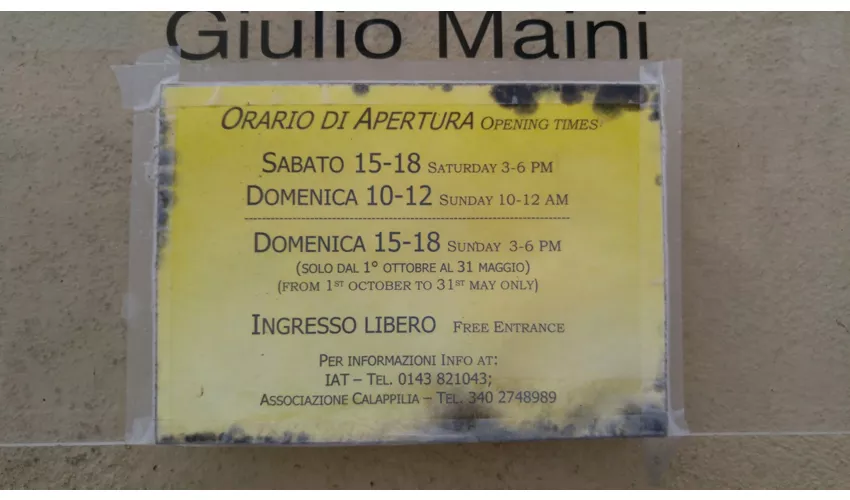 Giulio Maini
ORARIO DI APERTURA OPENING TIMES
SABATO 15-18 SATURDAY 3-6 PM
DOMENICA 10-12 SUNDAY 10-12 AM
DOMENICA 15-18 SUNDAY 3-6 PM
(SOLO DAL 1° OTTOBRE AL 31 MAGGIO)
(FROM 1ST OCTOBER TO 31ST MAY ONLY)
INGRESSO LIBERO FREE ENTRANCE
PER INFORMAZIONI INFO AT:
IAT – TEL. 0143 821043;
ASSOCIAZIONE CALAPPILIA – TEL. 340 2748989